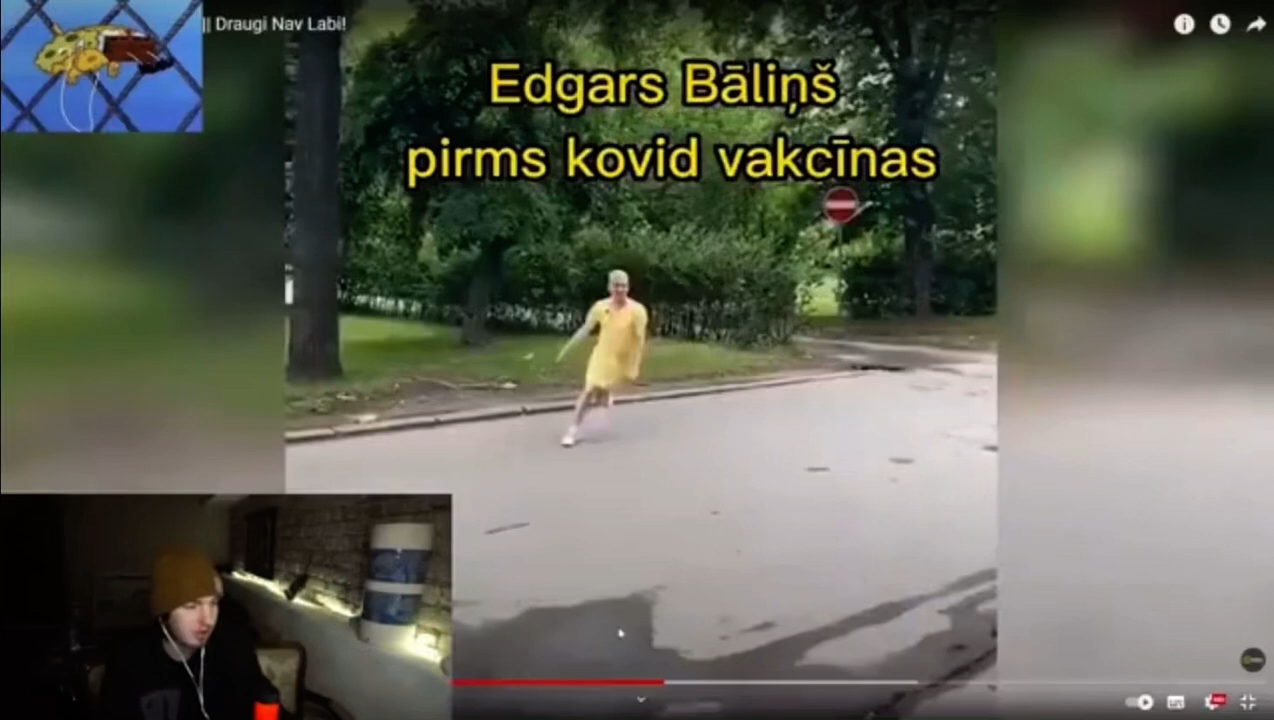 || Draugi Nav Labi!
Edgars Bāliņš
pirms kovid vakcīnas